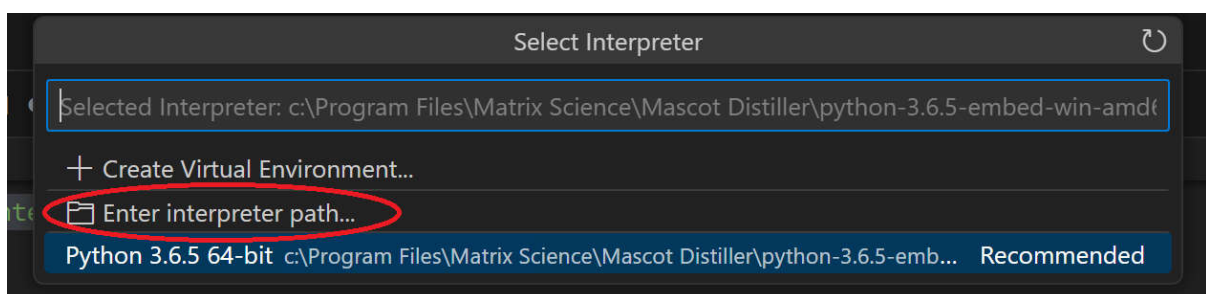 Select Interpreter
Selected Interpreter: c:\Program Files\Matrix Science\Mascot Distiller\python-3.6.5-embed-win-amd6
Create Virtual Environment...
Enter interpreter path...
Python 3.6.5 64-bit c:\Program Files\Matrix Science\Mascot Distiller\python-3.6.5-emb... Recommended